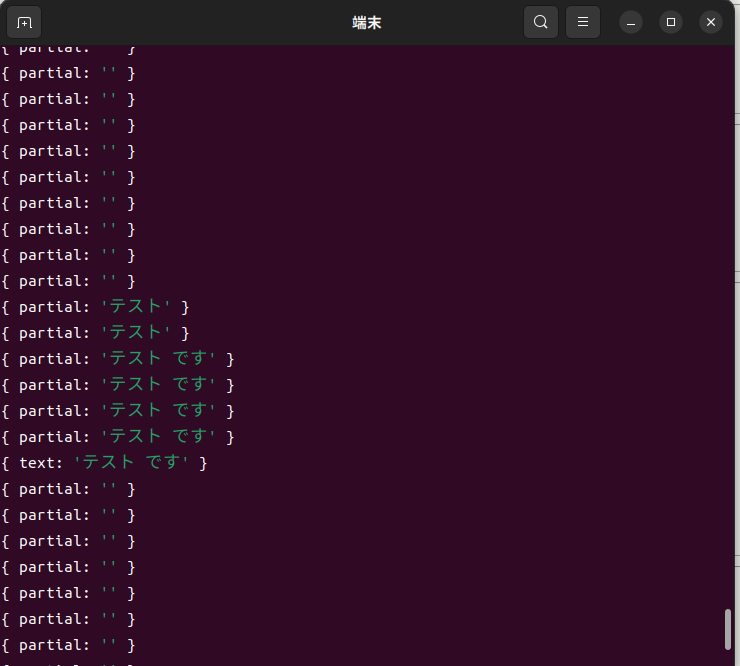 端末
{ partial: '' }
{ partial: '' }
{ partial: '' }
{ partial: '' }
{ partial: '' }
{ partial: '' }
{ partial: '' }
{ partial: '' }
{ partial: '' }
{ partial: '' }
{ partial: 'テスト' }
{ partial: 'テスト' }
{ partial: 'テスト です' }
{ partial: 'テスト です' }
{ partial: 'テスト です' }
{ partial: 'テスト です' }
{ text: 'テスト です' }
{ partial: '' }
{ partial: '' }
{ partial: '' }
{ partial: '' }
{ partial: '' }
{ partial: '' }
{ partial: '' }